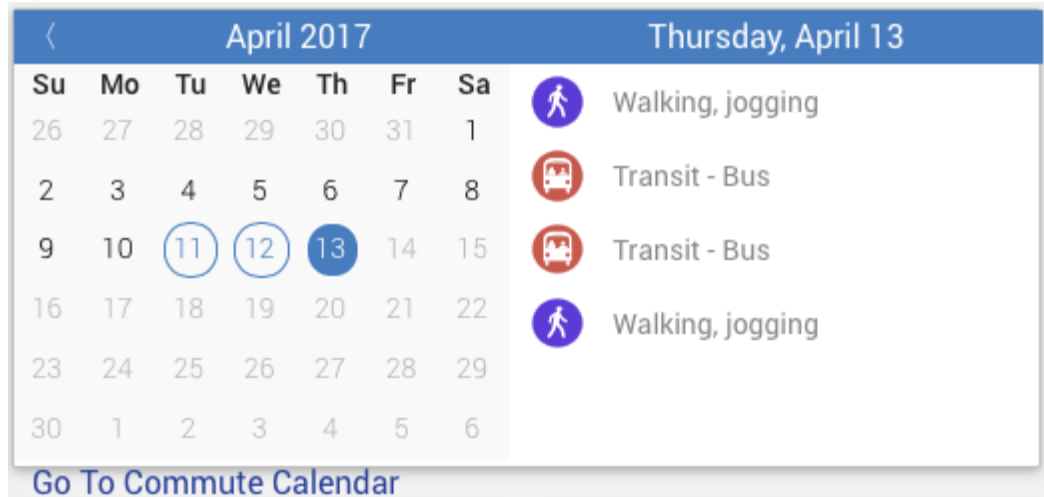 〈 April 2017
Su Mo Tu We Th Fr Sa
26 27 28 29 30 31 1
2 3 4 5 6 7 8
9 10 11 12 13 14 15
16 17 18 19 20 21 22
23 24 25 26 27 28 29
30 1 2 3 4 5 6
Thursday, April 13
Walking, jogging
Transit - Bus
Transit - Bus
Walking, jogging
Go To Commute Calendar